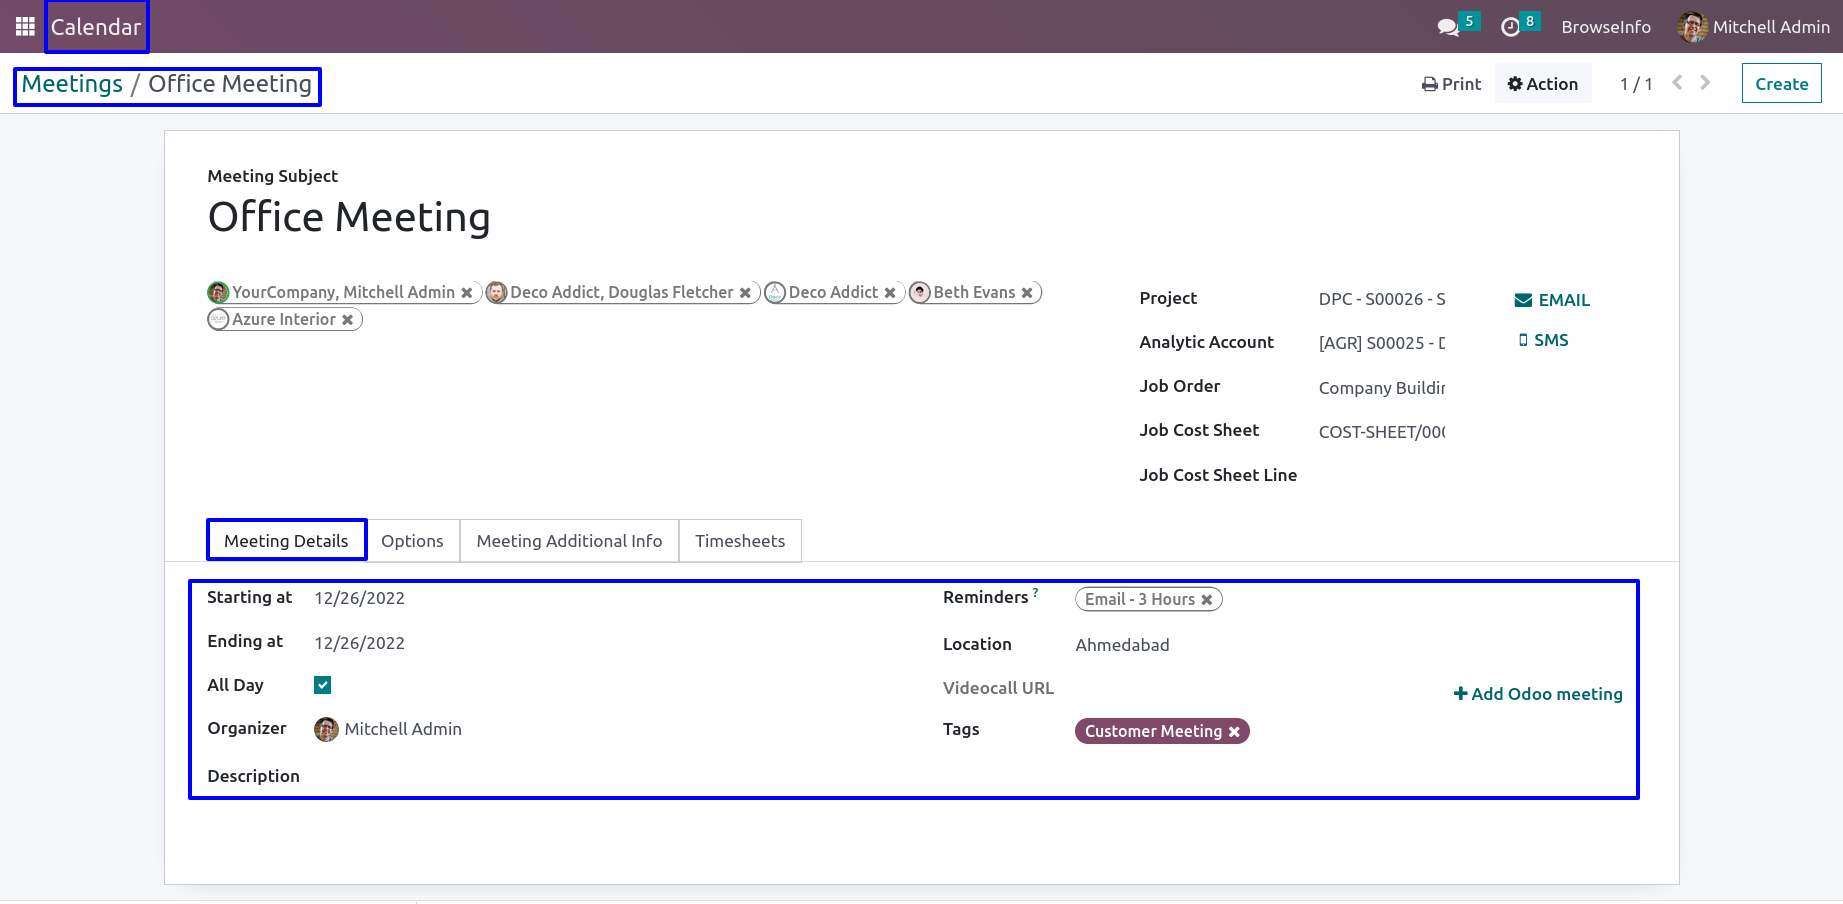 Calendar 5 8 BrowseInfo Mitchell Admin
Meetings / Office Meeting Print Action 1 / 1 Create
Meeting Subject
Office Meeting
YourCompany, Mitchell Admin Deco Addict, Douglas Fletcher Deco Addict Beth Evans
Azure Interior
Project DPC - S00026 - S EMAIL
Analytic Account [AGR] S00025 - D SMS
Job Order Company Buildin
Job Cost Sheet COST-SHEET/000
Job Cost Sheet Line
Meeting Details Options Meeting Additional Info Timesheets
Starting at 12/26/2022 Reminders ? Email - 3 Hours
Ending at 12/26/2022 Location Ahmedabad
All Day Videocall URL Add Odoo meeting
Organizer Mitchell Admin Tags Customer Meeting
Description